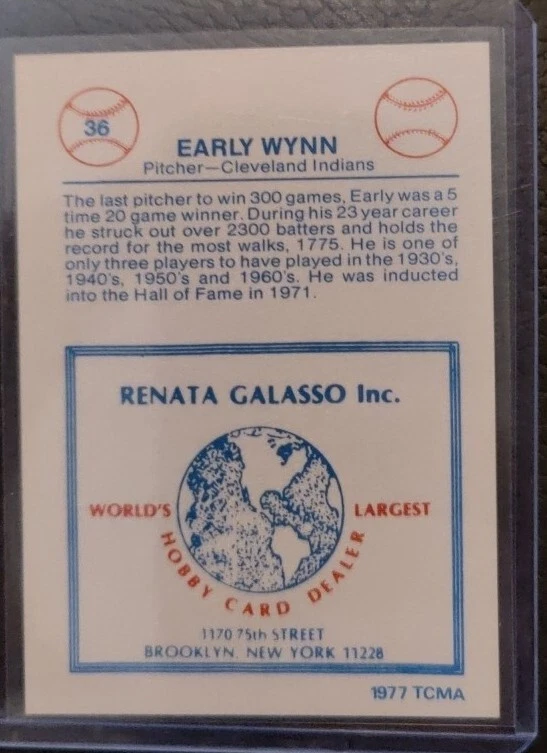 36
EARLY WYNN
Pitcher—Cleveland Indians
The last pitcher to win 300 games, Early was a 5
time 20 game winner. During his 23 year career
he struck out over 2300 batters and holds the
record for the most walks, 1775. He is one of
only three players to have played in the 1930's,
1940's, 1950's and 1960's. He was inducted
into the Hall of Fame in 1971.
RENATA GALASSO Inc.
WORLD'S LARGEST
HOBBY CARD DEALER
1170 75th STREET
BROOKLYN, NEW YORK 11228
1977 TCMA